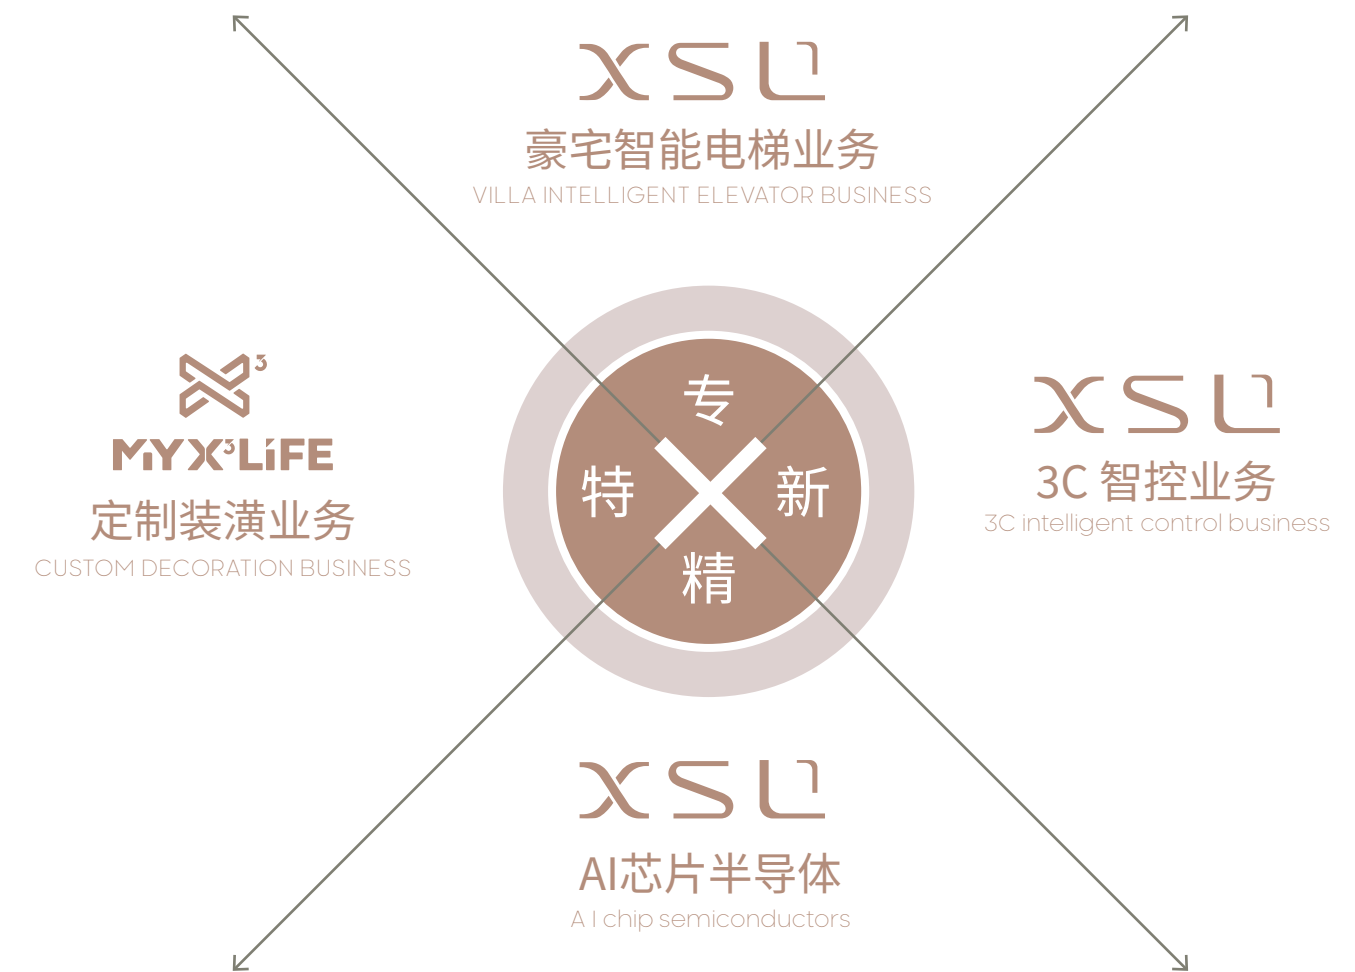 XSL
豪宅智能电梯业务
VILLA INTELLIGENT ELEVATOR BUSINESS
X³
MYX³LiFE
定制装潢业务
CUSTOM DECORATION BUSINESS
专
特
新
精
XSL
3C 智控业务
3C intelligent control business
XSL
AI芯片半导体
A I chip semiconductors